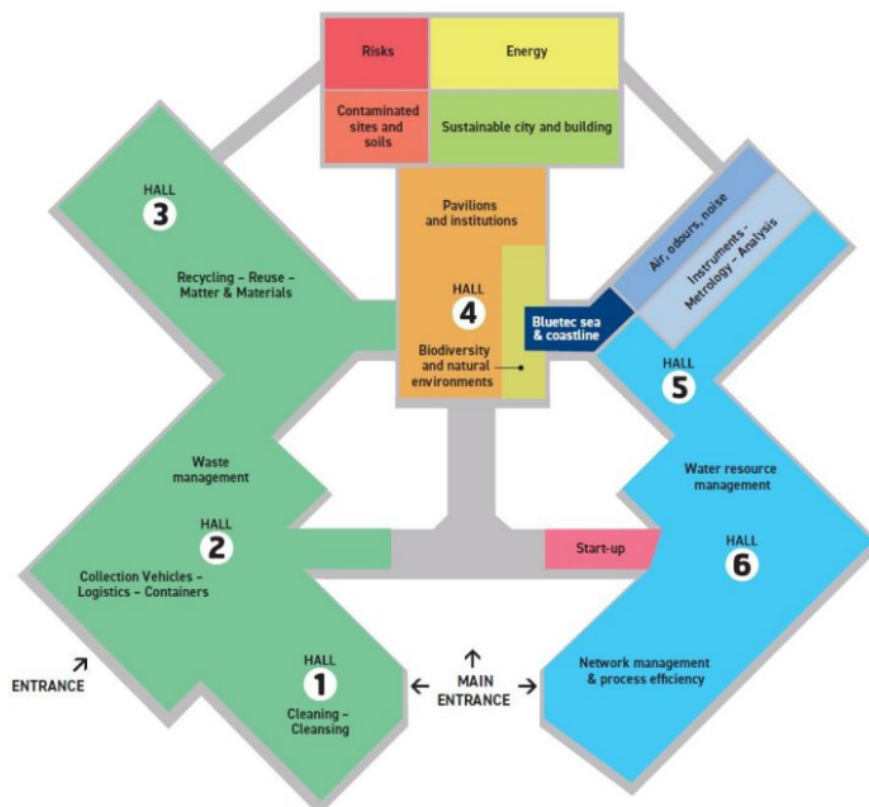 Risks
Energy
Contaminated
sites and
soils
Sustainable city and building
HALL
3
Recycling – Reuse –
Matter & Materials
Pavilions
and institutions
HALL
4
Biodiversity
and natural
environments
Bluetec sea
& coastline
Air, odours, noise
Instruments -
Metrology – Analysis
HALL
5
Waste
management
HALL
2
Collection Vehicles –
Logistics – Containers
Water resource
management
Start-up
HALL
6
ENTRANCE
HALL
1
Cleaning –
Cleansing
MAIN
ENTRANCE
Network management
& process efficiency